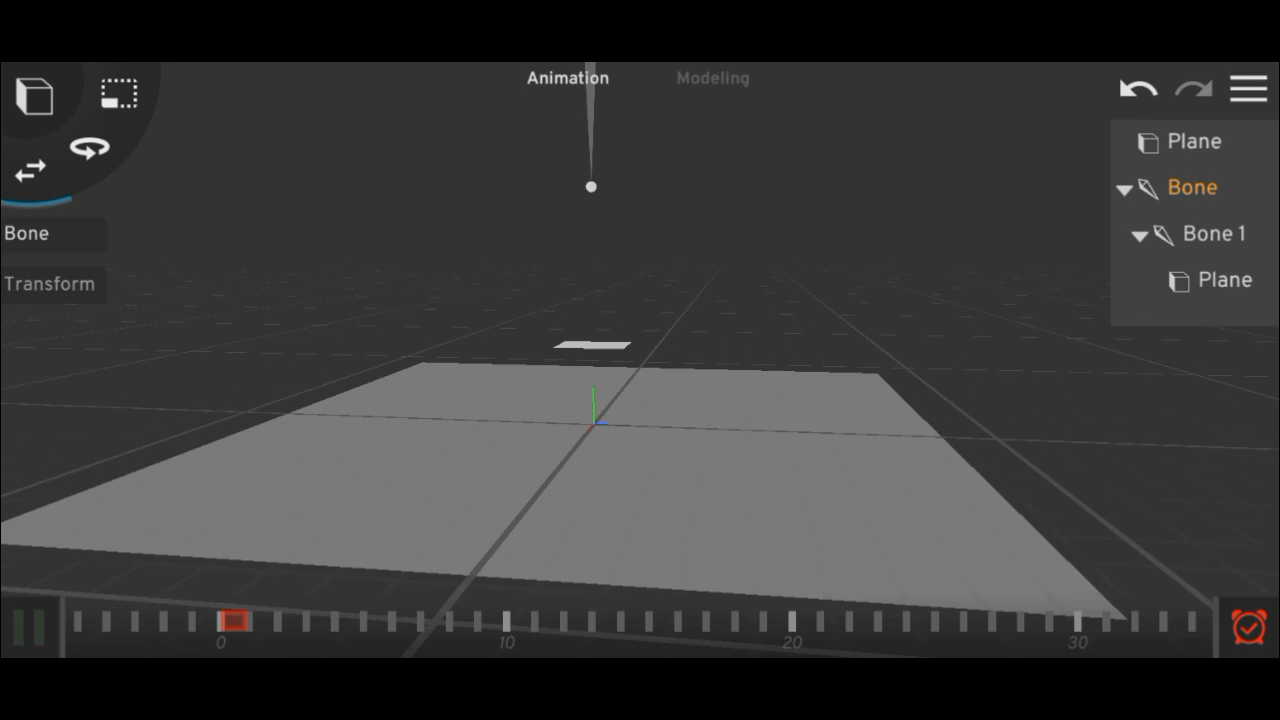 Animation Modeling
Plane
Bone
Bone 1
Plane
Bone
Transform
0 10 20 30